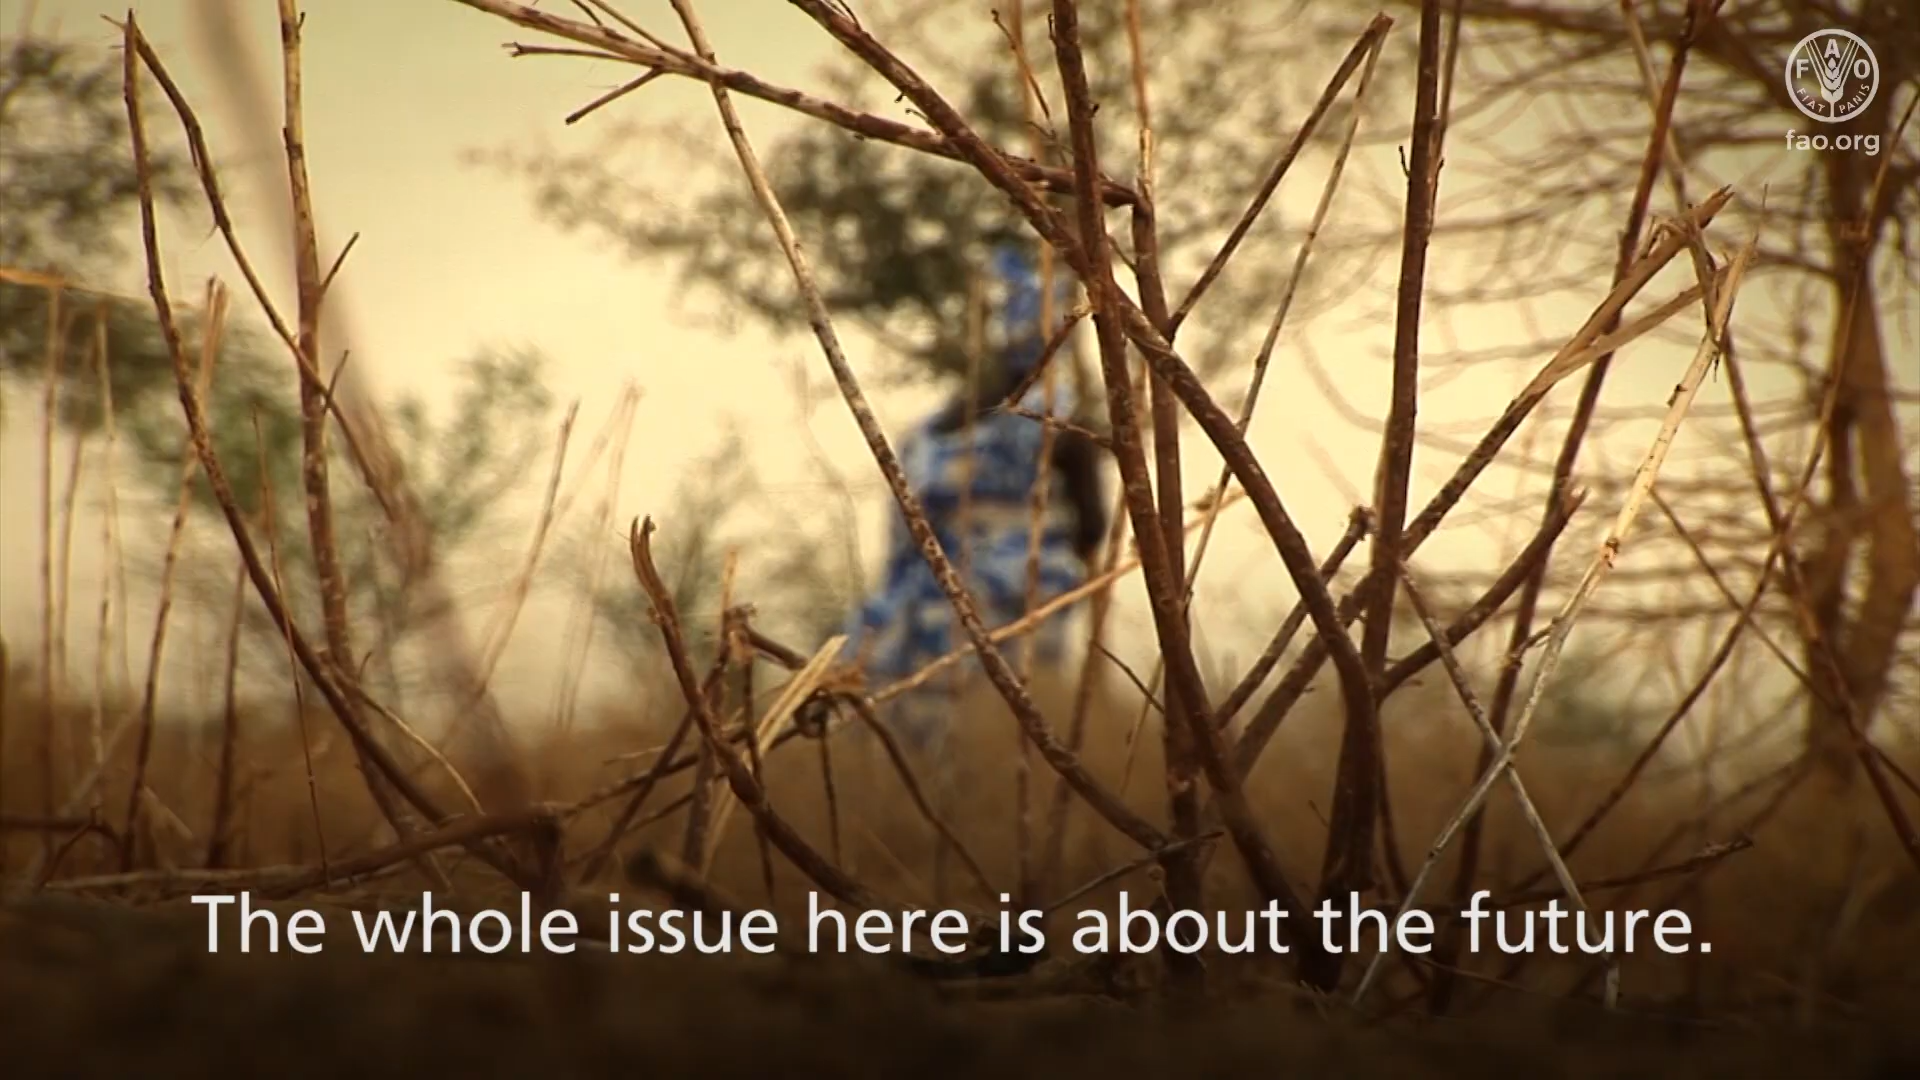 F A O
FIAT PANIS
fao.org
The whole issue here is about the future.